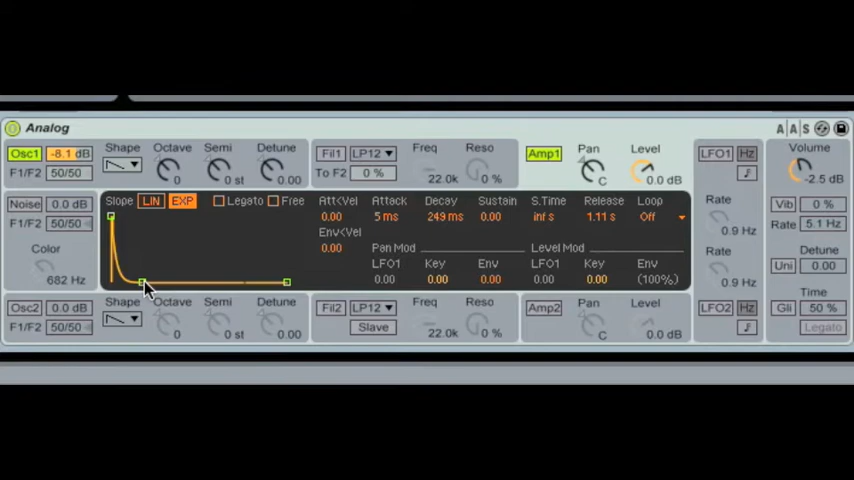 Analog A|A|S
Osc1 -8.1 dB Shape Octave Semi Detune Fil1 LP12 Freq Reso Amp1 Pan Level LFO1 Hz Volume
F1/F2 50/50 0 0 st 0.00 To F2 0 % 22.0k 0 % C 0.0 dB -2.5 dB
Noise 0.0 dB Slope LIN EXP Legato Free Att<Vel Attack Decay Sustain S.Time Release Loop Rate Vib 0 %
F1/F2 50/50 0.00 5 ms 249 ms 0.00 inf s 1.11 s Off 0.9 Hz Rate 5.1 Hz
Env<Vel
Color 0.00 Pan Mod Level Mod Rate Detune
682 Hz LFO1 Key Env LFO1 Key Env 0.9 Hz Uni 0.00
0.00 0.00 0.00 0.00 0.00 (100%)
Osc2 0.0 dB Shape Octave Semi Detune Fil2 LP12 Freq Reso Amp2 Pan Level LFO2 Hz Time
Gli 50 %
F1/F2 50/50 0 0 st 0.00 Slave 22.0k 0 % C 0.0 dB Legato